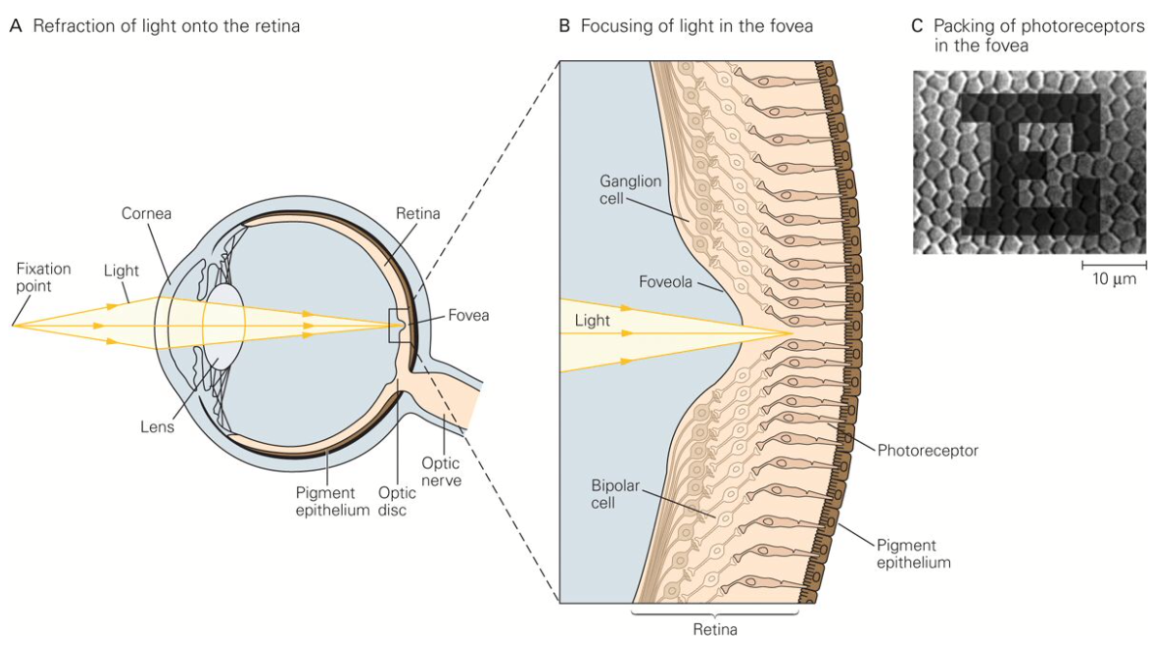 A Refraction of light onto the retina
Cornea
Retina
Fixation
point
Light
Fovea
Lens
Pigment
epithelium
Optic
disc
Optic
nerve
B Focusing of light in the fovea
Ganglion
cell
Foveola
Light
Bipolar
cell
Photoreceptor
Pigment
epithelium
Retina
C Packing of photoreceptors
in the fovea
E
10 μm